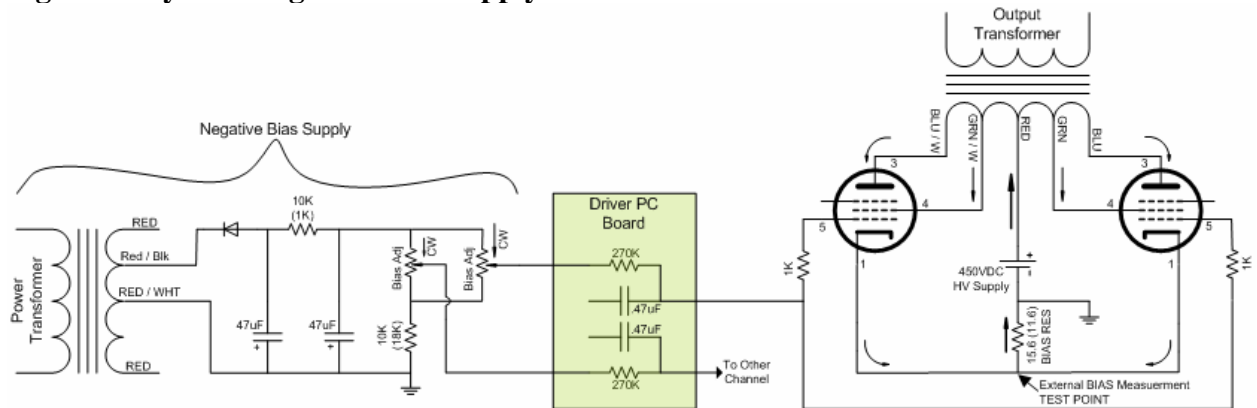 Output
Transformer
BLU / W
GRN / W
RED
GRN
BLU
Negative Bias Supply
3
3
4
4
5
5
1
1
Driver PC
Board
10K
(1K)
RED
Red / Blk
RED / WHT
RED
Power
Transformer
CW
CW
Bias Adj
Bias Adj
270K
.47uF
.47uF
270K
47uF
+
47uF
+
10K
(18K)
1K
1K
450VDC
HV Supply
+
-
15.6 (11.6)
BIAS RES
To Other
Channel
External BIAS Measuerment
TEST POINT